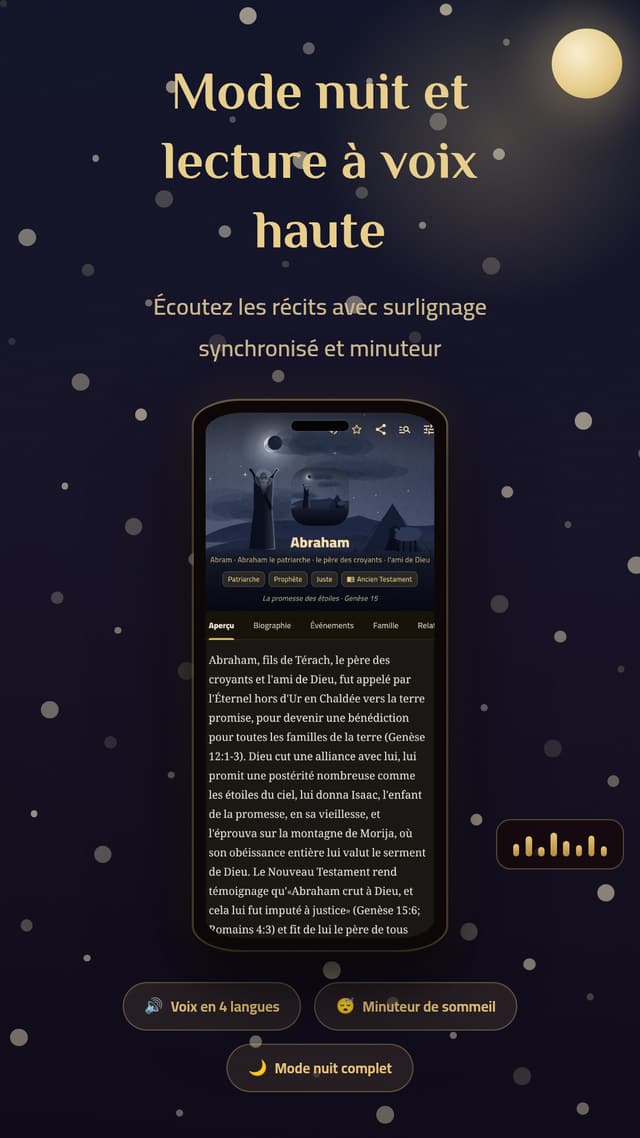 Mode nuit et
lecture à voix
haute
Écoutez les récits avec surlignage
synchronisé et minuteur
Abraham
Abram · Abraham le patriarche · le père des croyants · l'ami de Dieu
Patriarche Prophète Juste Ancien Testament
La promesse des étoiles · Genèse 15
Aperçu Biographie Événements Famille Relat
Abraham, fils de Térach, le père des
croyants et l'ami de Dieu, fut appelé par
l'Éternel hors d'Ur en Chaldée vers la terre
promise, pour devenir une bénédiction
pour toutes les familles de la terre (Genèse
12:1-3). Dieu cut une alliance avec lui, lui
promit une postérité nombreuse comme
les étoiles du ciel, lui donna Isaac, l'enfant
de la promesse, en sa vieillesse, et
l'éprouva sur la montagne de Morija, où
son obéissance entière lui valut le serment
de Dieu. Le Nouveau Testament rend
témoignage qu'«Abraham crut à Dieu, et
cela lui fut imputé à justice» (Genèse 15:6;
Romains 4:3) et fit de lui le père de tous
Voix en 4 langues
Minuteur de sommeil
Mode nuit complet